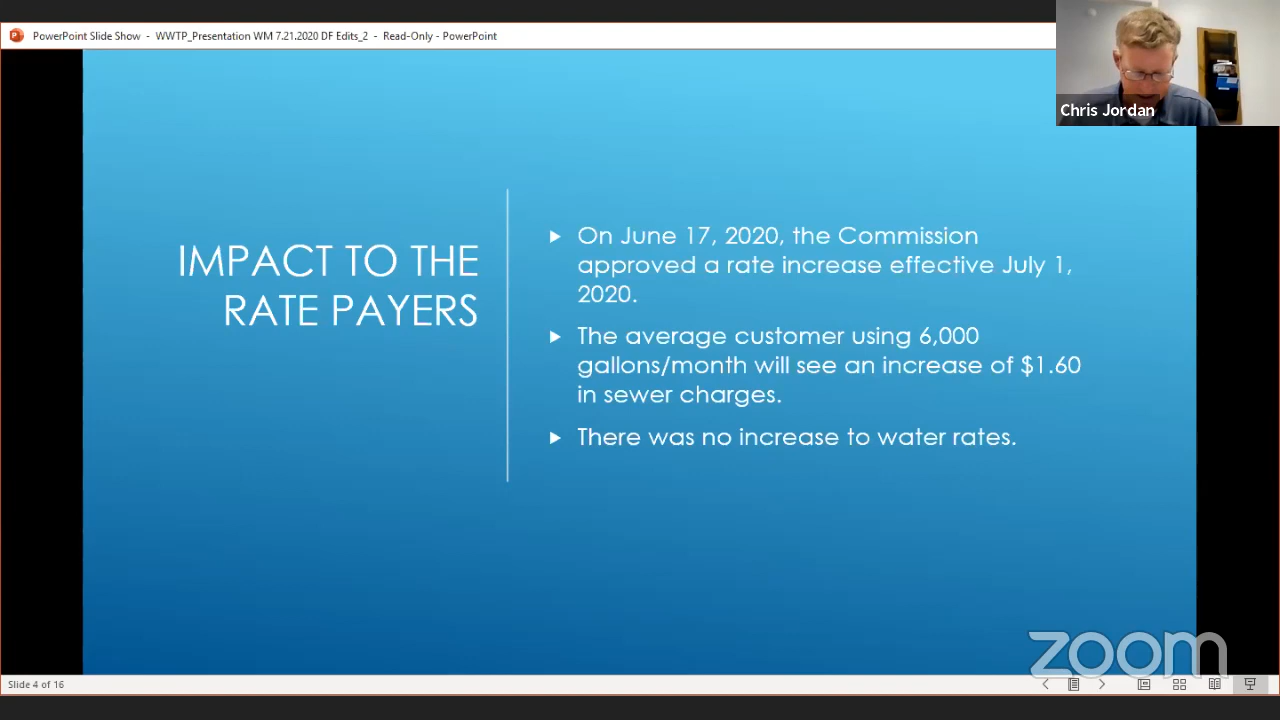 PowerPoint Slide Show - WWTP_Presentation WM 7.21.2020 DF Edits_2 - Read-Only - PowerPoint
Chris Jordan
IMPACT TO THE
RATE PAYERS
On June 17, 2020, the Commission
approved a rate increase effective July 1,
2020.
The average customer using 6,000
gallons/month will see an increase of $1.60
in sewer charges.
There was no increase to water rates.
zoom
Slide 4 of 16